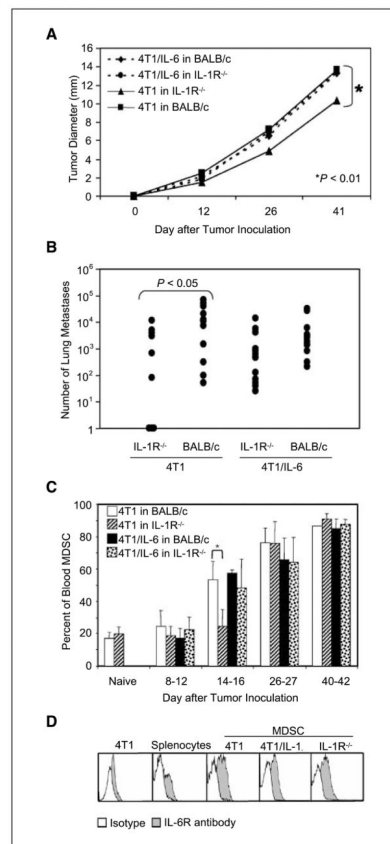 A
4T1/IL-6 in BALB/c
4T1/IL-6 in IL-1R-/-
4T1 in IL-1R-/-
4T1 in BALB/c
Tumor Diameter (mm)
16
14
12
10
8
6
4
2
0
*
*P < 0.01
0 12 26 41
Day after Tumor Inoculation
B
Number of Lung Metastases
10^6
10^5
10^4
10^3
10^2
10^1
1
P < 0.05
IL-1R-/- BALB/c IL-1R-/- BALB/c
4T1 4T1/IL-6
C
Percent of Blood MDSC
100
80
60
40
20
0
4T1 in BALB/c
4T1 in IL-1R-/-
4T1/IL-6 in BALB/c
4T1/IL-6 in IL-1R-/-
*
Naive 8-12 14-16 26-27 40-42
Day after Tumor Inoculation
D
MDSC
4T1 Splenocytes 4T1 4T1/IL-1. IL-1R-/-
Isotype IL-6R antibody